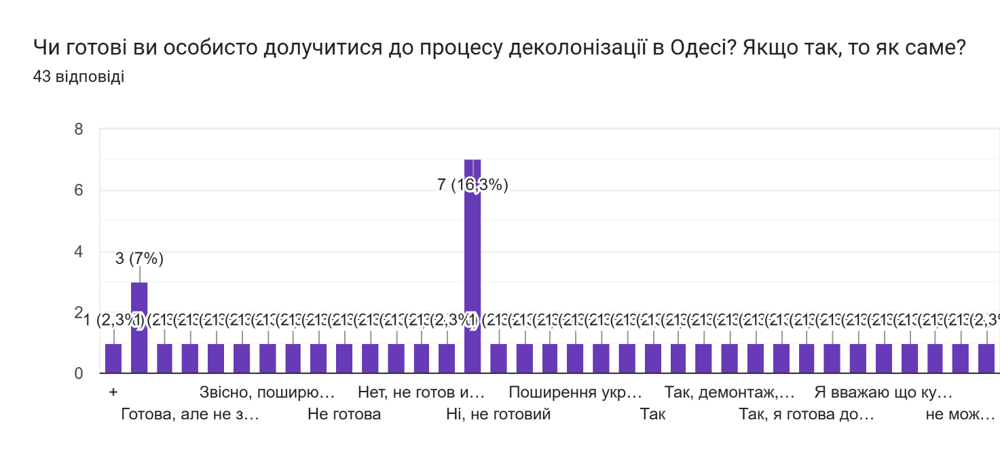 Чи готові ви особисто долучитися до процесу деколонізації в Одесі? Якщо так, то як саме?
43 відповіді
8
6
4
2
0
7 (16,3%)
3 (7%)
1 (2,3%)
+
Звісно, поширю…
Нет, не готов и…
Поширення укр…
Так, демонтаж,…
Я вважаю що ку…
Готова, але не з…
Не готова
Ні, не готовий
Так
Так, я готова до…
не мож…